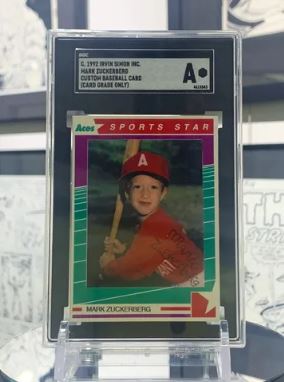 C. 1992 IRVIN SIMON INC.
MARK ZUCKERBERG
CUSTOM BASEBALL CARD
(CARD GRADE ONLY)
A
Aces SPORTS STAR
A
MARK ZUCKERBERG